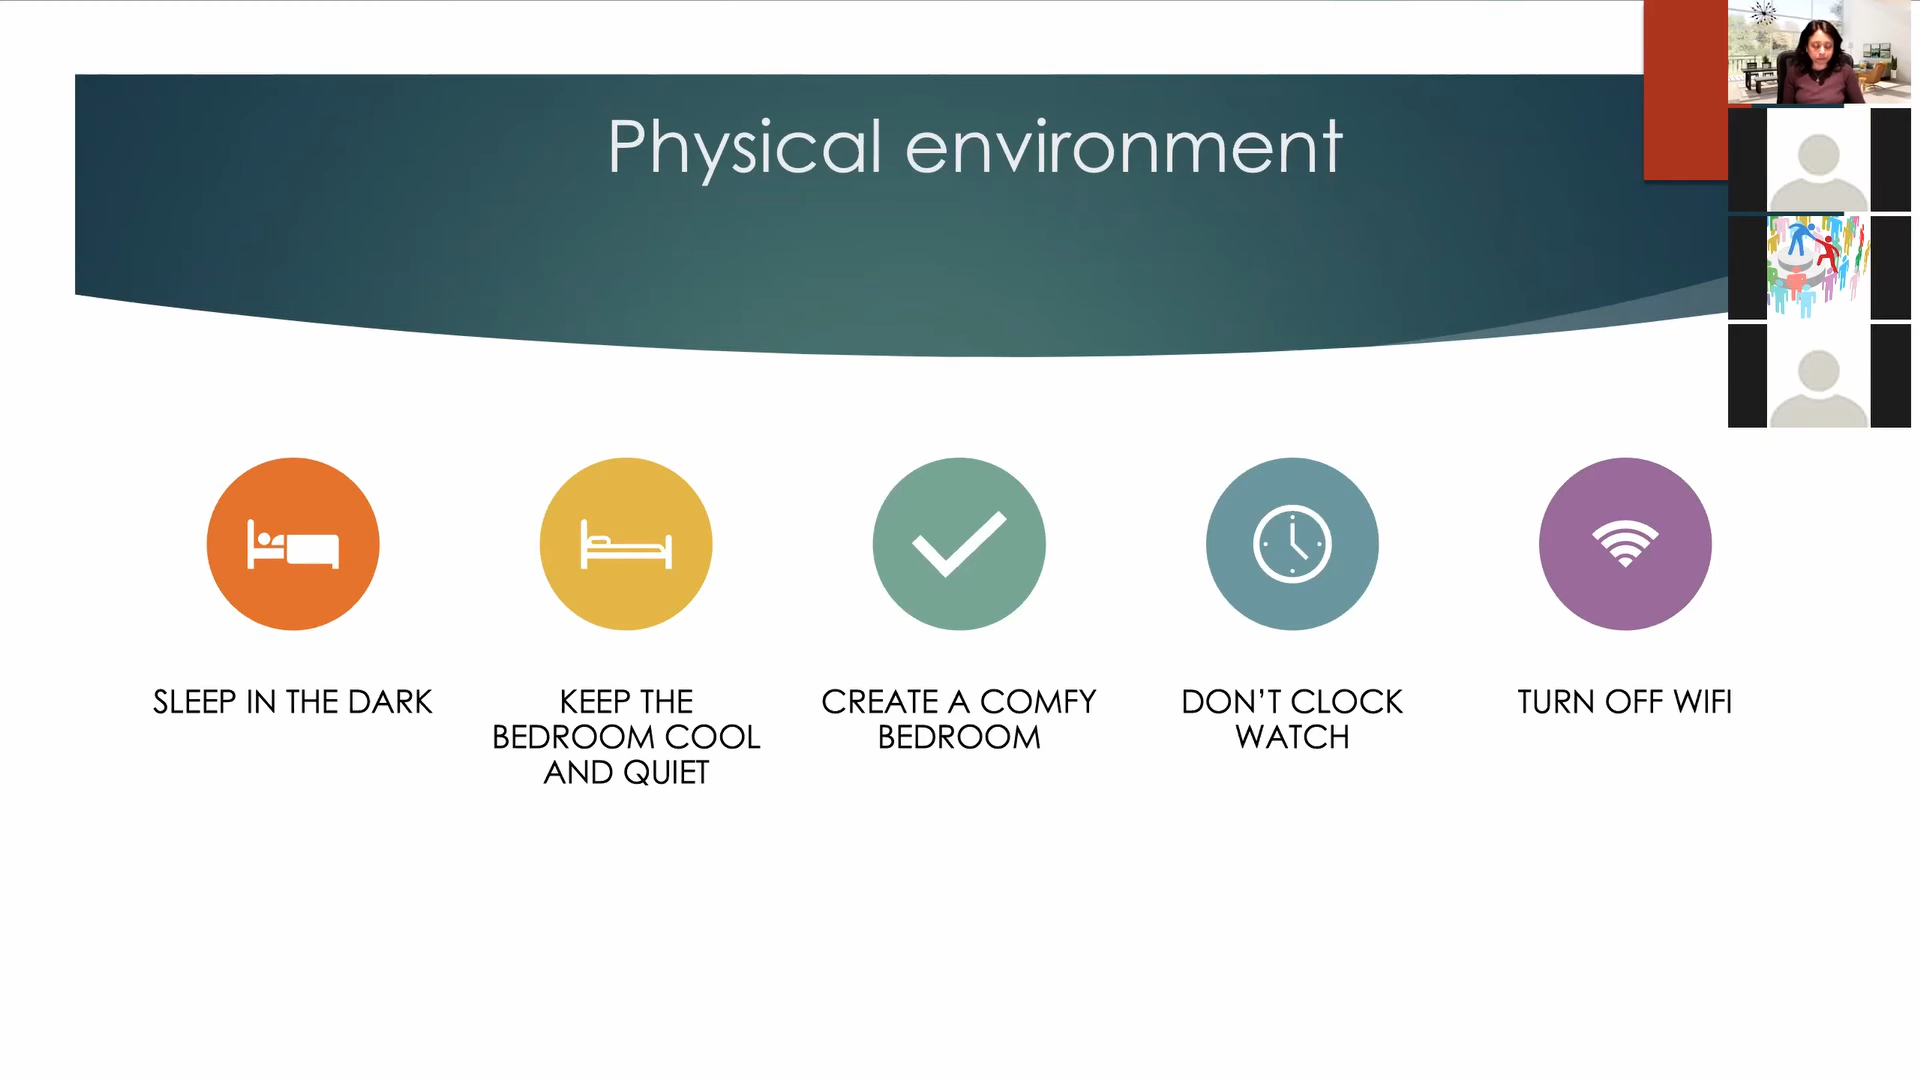 Physical environment
SLEEP IN THE DARK
KEEP THE
BEDROOM COOL
AND QUIET
CREATE A COMFY
BEDROOM
DON’T CLOCK
WATCH
TURN OFF WIFI